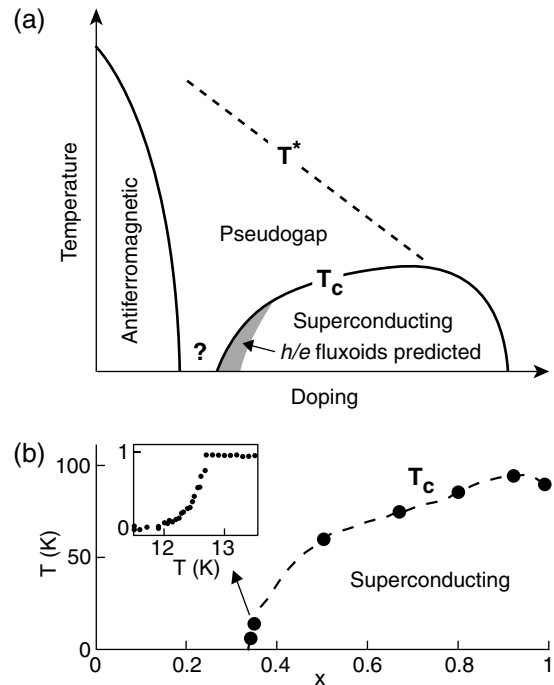 (a)
Temperature
Antiferromagnetic
T*
Pseudogap
Tc
Superconducting
?
h/e fluxoids predicted
Doping
(b)
1
0
12 13
T (K)
Tc
100
50
0
T (K)
Superconducting
0 0.2 0.4 0.6 0.8 1
x